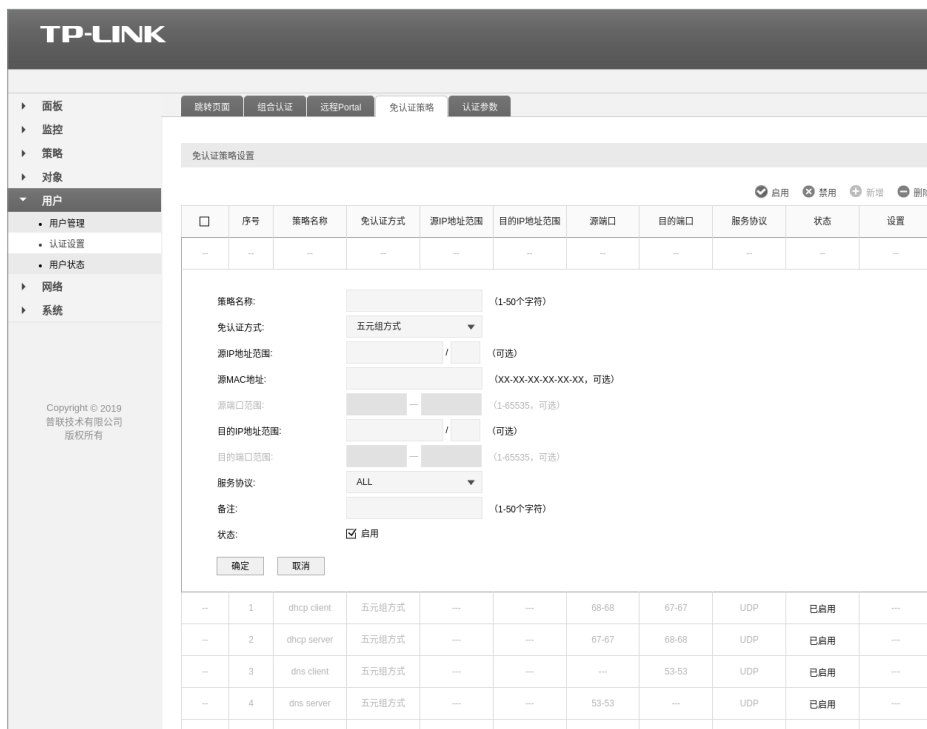 TP-LINK
面板
监控
策略
对象
用户
用户管理
认证设置
用户状态
网络
系统
Copyright © 2019
普联技术有限公司
版权所有
跳转页面 组合认证 远程Portal 免认证策略 认证参数
免认证策略设置
启用 禁用 新增 删除
序号 策略名称 免认证方式 源IP地址范围 目的IP地址范围 源端口 目的端口 服务协议 状态 设置
-- -- -- -- -- -- -- -- -- -- --
策略名称: （1-50个字符）
免认证方式: 五元组方式
源IP地址范围: / （可选）
源MAC地址: （XX-XX-XX-XX-XX-XX，可选）
源端口范围: — （1-65535，可选）
目的IP地址范围: / （可选）
目的端口范围: — （1-65535，可选）
服务协议: ALL
备注: （1-50个字符）
状态: 启用
确定 取消
-- 1 dhcp client 五元组方式 --- --- 68-68 67-67 UDP 已启用 ---
-- 2 dhcp server 五元组方式 --- --- 67-67 68-68 UDP 已启用 ---
-- 3 dns client 五元组方式 --- --- --- 53-53 UDP 已启用 ---
-- 4 dns server 五元组方式 --- --- 53-53 --- UDP 已启用 ---